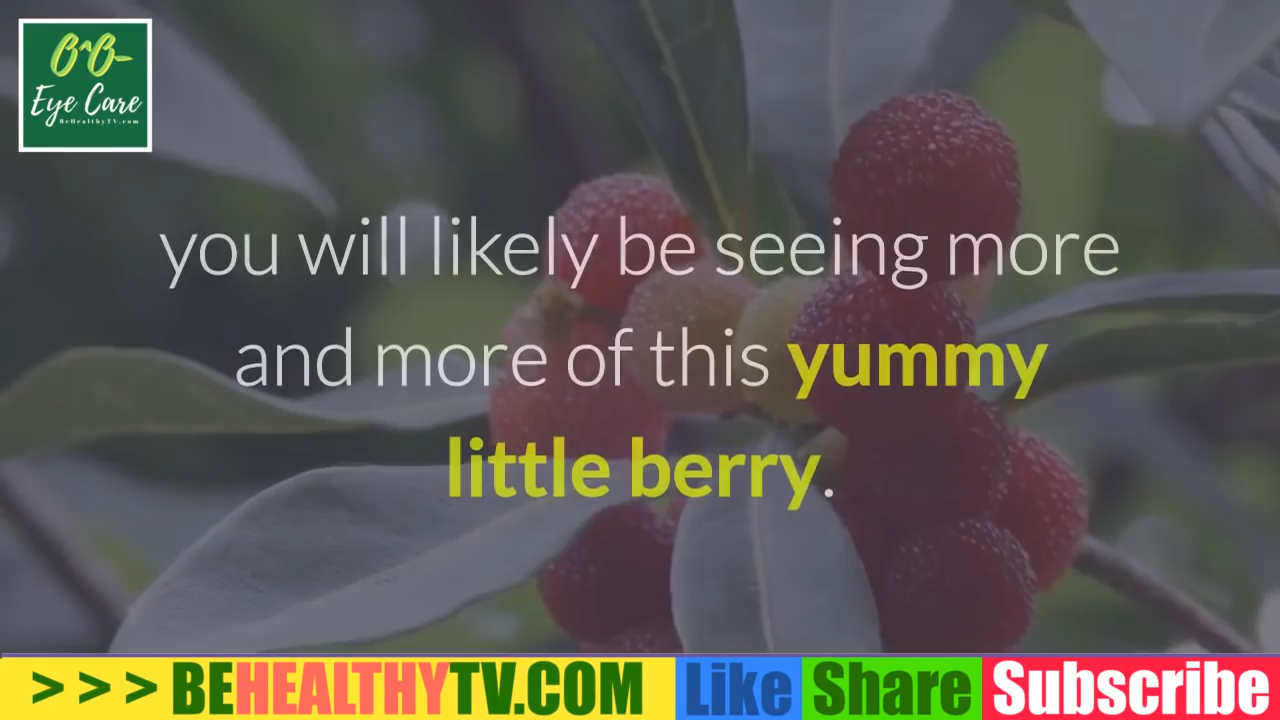 Eye Care
BeHealthyTV.com
you will likely be seeing more
and more of this yummy
little berry.
> > > BEHEALTHYTV.COM Like Share Subscribe